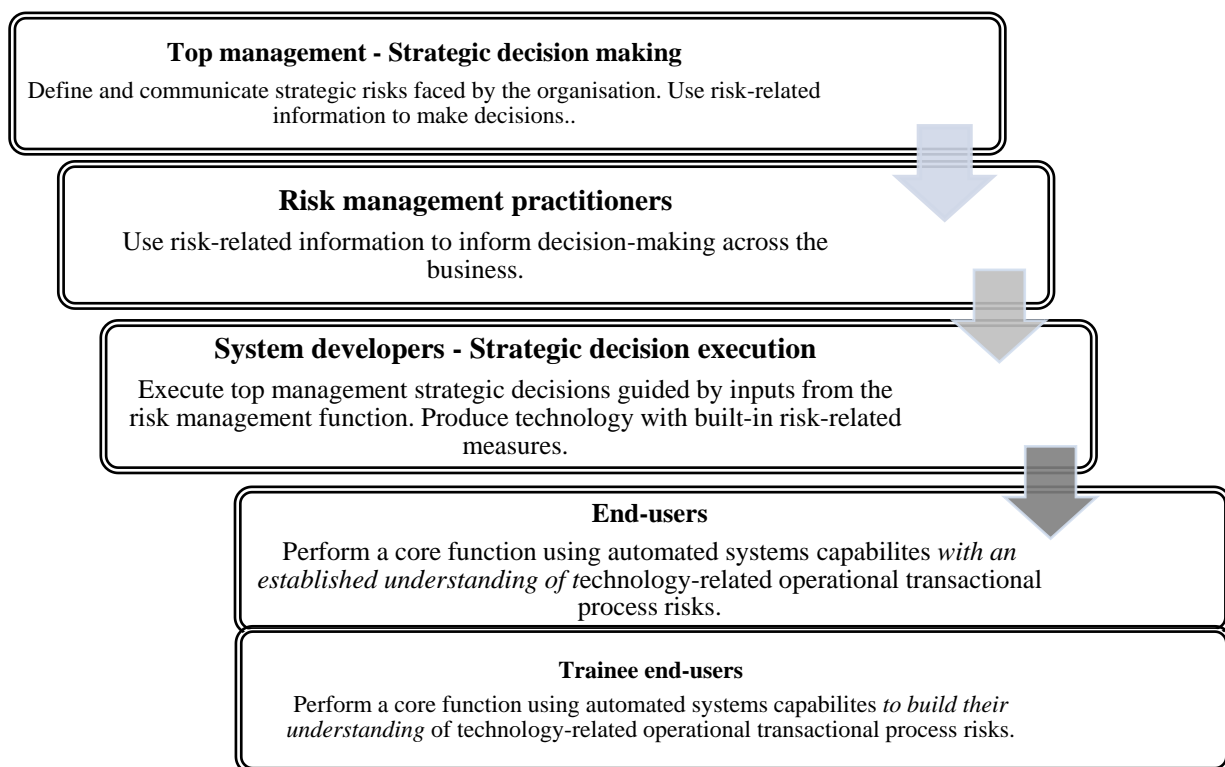 Top management - Strategic decision making
Define and communicate strategic risks faced by the organisation. Use risk-related
information to make decisions..
Risk management practitioners
Use risk-related information to inform decision-making across the
business.
System developers - Strategic decision execution
Execute top management strategic decisions guided by inputs from the
risk management function. Produce technology with built-in risk-related
measures.
End-users
Perform a core function using automated systems capabilites with an
established understanding of technology-related operational transactional
process risks.
Trainee end-users
Perform a core function using automated systems capabilites to build their
understanding of technology-related operational transactional process risks.